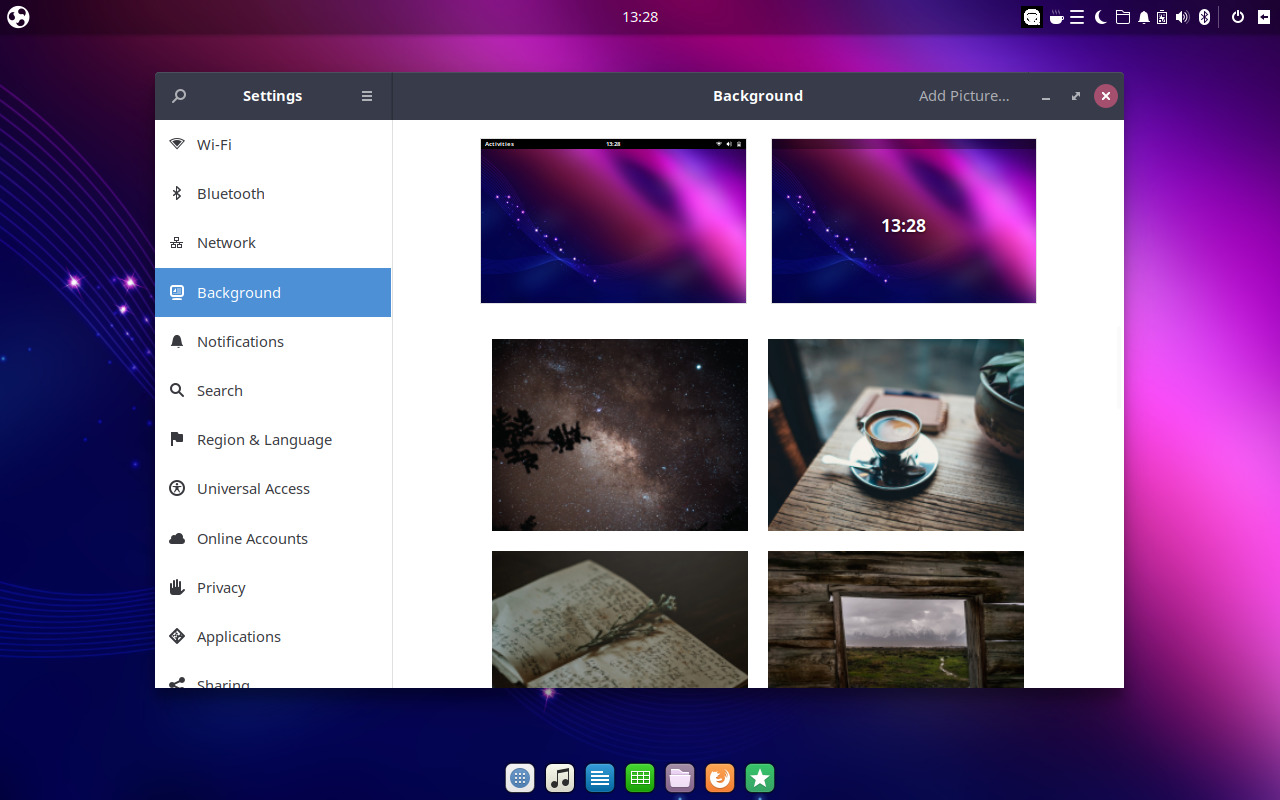 13:28
Settings
Background
Add Picture...
Wi-Fi
Bluetooth
Network
Background
Notifications
Search
Region & Language
Universal Access
Online Accounts
Privacy
Applications
Sharing
Activities
13:28
13:28